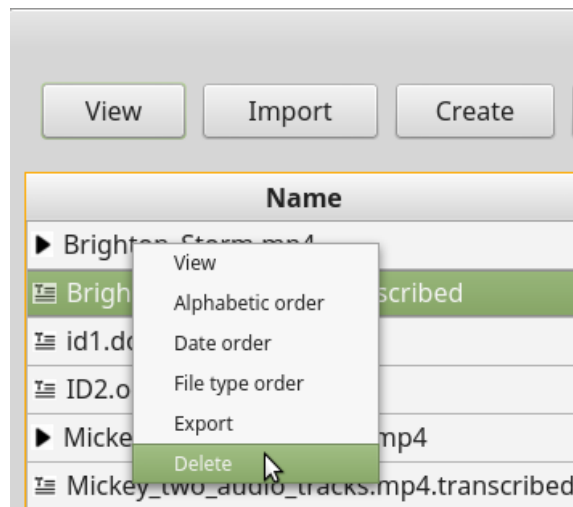 View Import Create
Name
Brighton_Storm.mp4
View
Brigh scribed
Alphabetic order
id1.do
Date order
ID2.o
File type order
Export
Micke mp4
Delete
Mickey_two_audio_tracks.mp4.transcribed